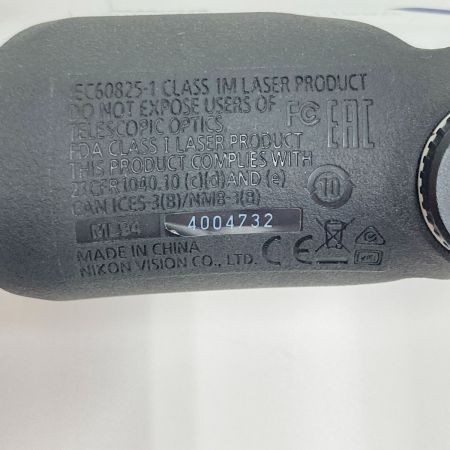 IEC60825-1 CLASS 1M LASER PRODUCT
DO NOT EXPOSE USERS OF
TELESCOPIC OPTICS
FDA CLASS I LASER PRODUCT
THIS PRODUCT COMPLIES WITH
21CFR1040.10 (c)(d)AND (e)
CAN ICES-3(B)/NMB-3(B)
FC EAC
10
4004732
CE
MADE IN CHINA
NIKON VISION CO., LTD.